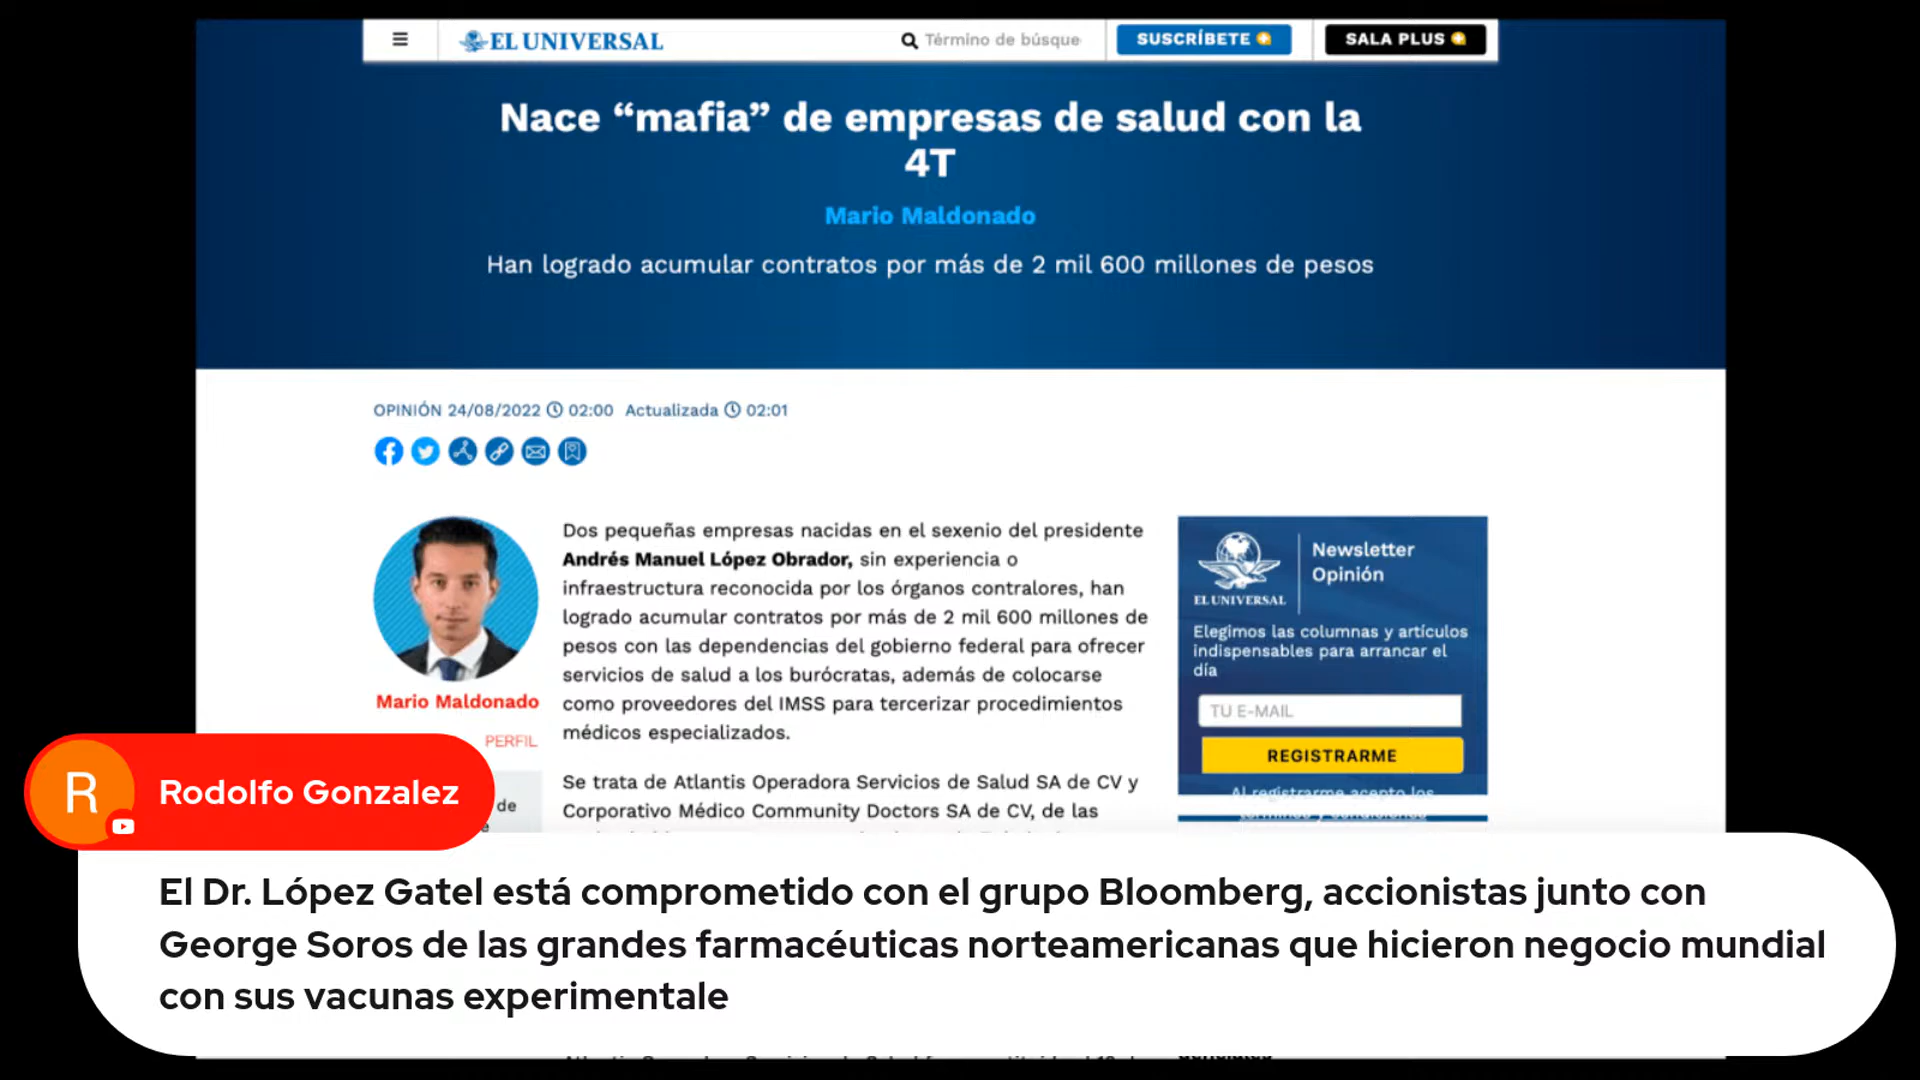 EL UNIVERSAL
Término de búsque
SUSCRÍBETE
SALA PLUS
Nace “mafia” de empresas de salud con la
4T
Mario Maldonado
Han logrado acumular contratos por más de 2 mil 600 millones de pesos
OPINIÓN 24/08/2022 02:00 Actualizada 02:01
Dos pequeñas empresas nacidas en el sexenio del presidente
Andrés Manuel López Obrador, sin experiencia o
infraestructura reconocida por los órganos contralores, han
logrado acumular contratos por más de 2 mil 600 millones de
pesos con las dependencias del gobierno federal para ofrecer
servicios de salud a los burócratas, además de colocarse
como proveedores del IMSS para tercerizar procedimientos
médicos especializados.
Se trata de Atlantis Operadora Servicios de Salud SA de CV y
Corporativo Médico Community Doctors SA de CV, de las
Mario Maldonado
PERFIL
de
EL UNIVERSAL
Newsletter
Opinión
Elegimos las columnas y artículos
indispensables para arrancar el
día
TU E-MAIL
REGISTRARME
Al registrarme acepto los
términos y condiciones
R
Rodolfo Gonzalez
El Dr. López Gatel está comprometido con el grupo Bloomberg, accionistas junto con
George Soros de las grandes farmacéuticas norteamericanas que hicieron negocio mundial
con sus vacunas experimentale